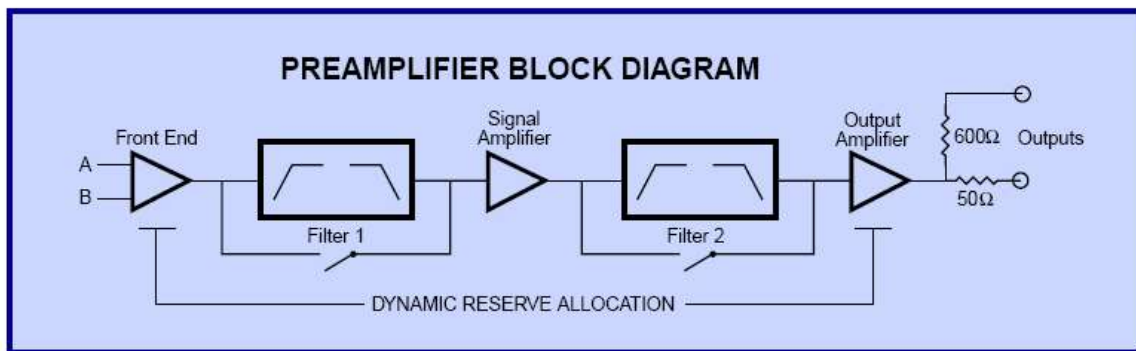 PREAMPLIFIER BLOCK DIAGRAM
Front End
A
B
Filter 1
Signal
Amplifier
Filter 2
Output
Amplifier
600Ω
Outputs
50Ω
DYNAMIC RESERVE ALLOCATION